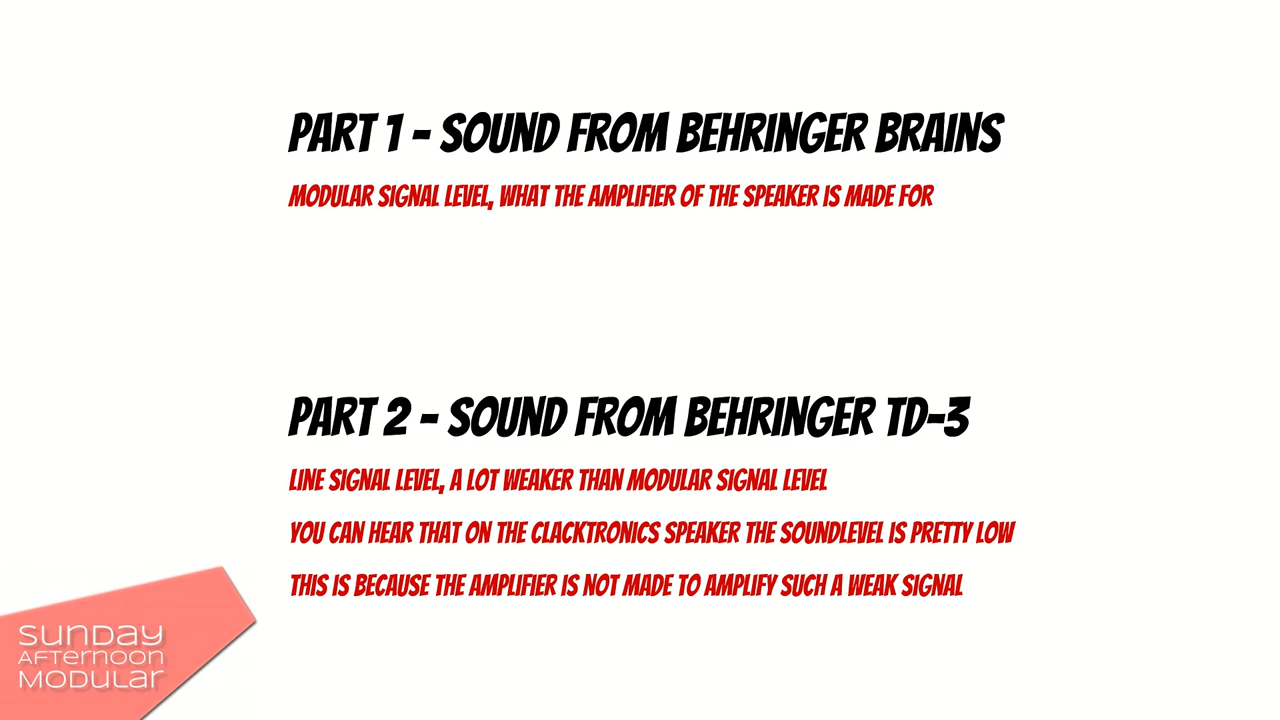 PART 1 - SOUND FROM BEHRINGER BRAINS
MODULAR SIGNAL LEVEL, WHAT THE AMPLIFIER OF THE SPEAKER IS MADE FOR
PART 2 - SOUND FROM BEHRINGER TD-3
LINE SIGNAL LEVEL, A LOT WEAKER THAN MODULAR SIGNAL LEVEL
YOU CAN HEAR THAT ON THE CLACKTRONICS SPEAKER THE SOUNDLEVEL IS PRETTY LOW
THIS IS BECAUSE THE AMPLIFIER IS NOT MADE TO AMPLIFY SUCH A WEAK SIGNAL
SUNDAY
AFTERNOON
MODULAR